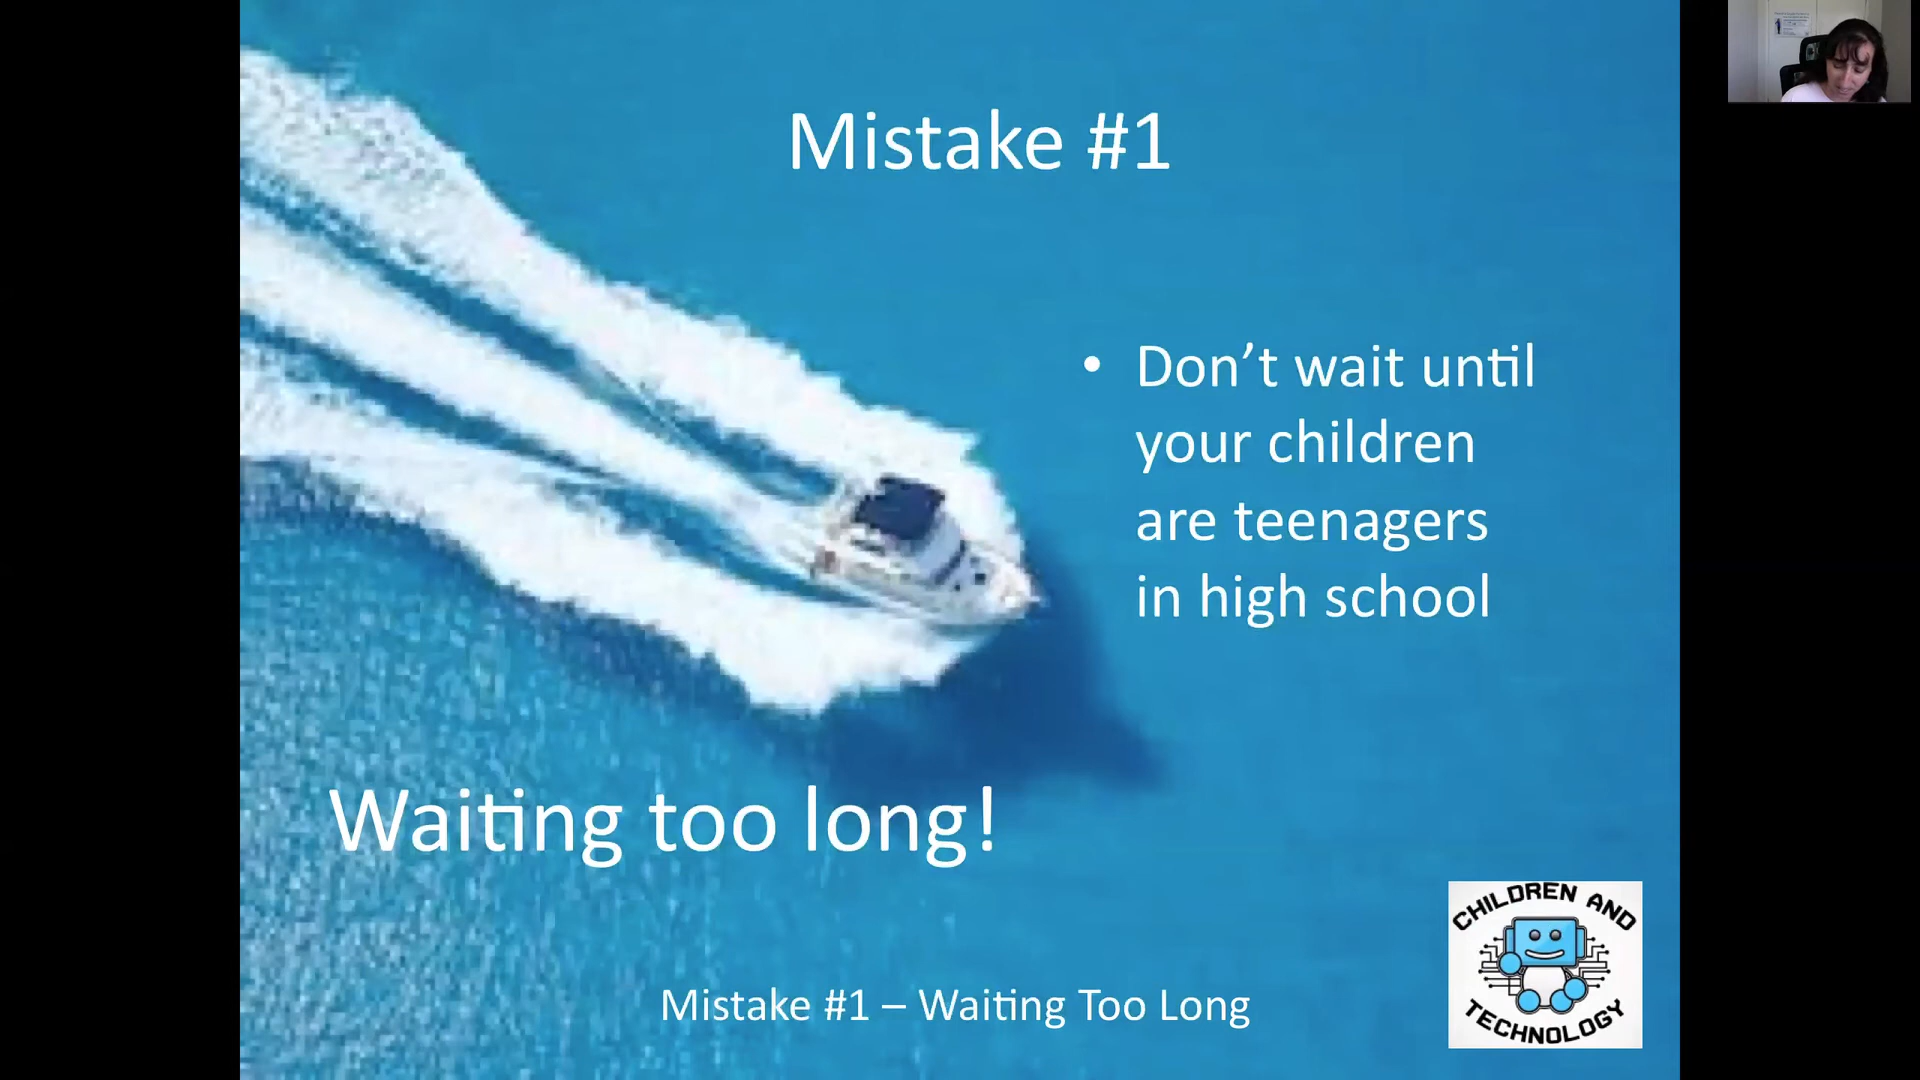 Mistake #1
• Don’t wait until
your children
are teenagers
in high school
Waiting too long!
CHILDREN AND
TECHNOLOGY
Mistake #1 – Waiting Too Long